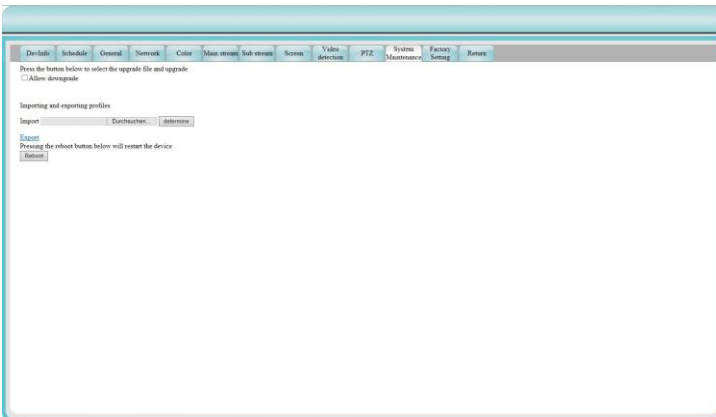 DevInfo Schedule General Network Color Main stream Sub stream Screen Video detection PTZ System Maintenance Factory Setting Return
Press the button below to select the upgrade file and upgrade
Allow downgrade
Importing and exporting profiles
Import Durchsuchen... determine
Export
Pressing the reboot button below will restart the device
Reboot